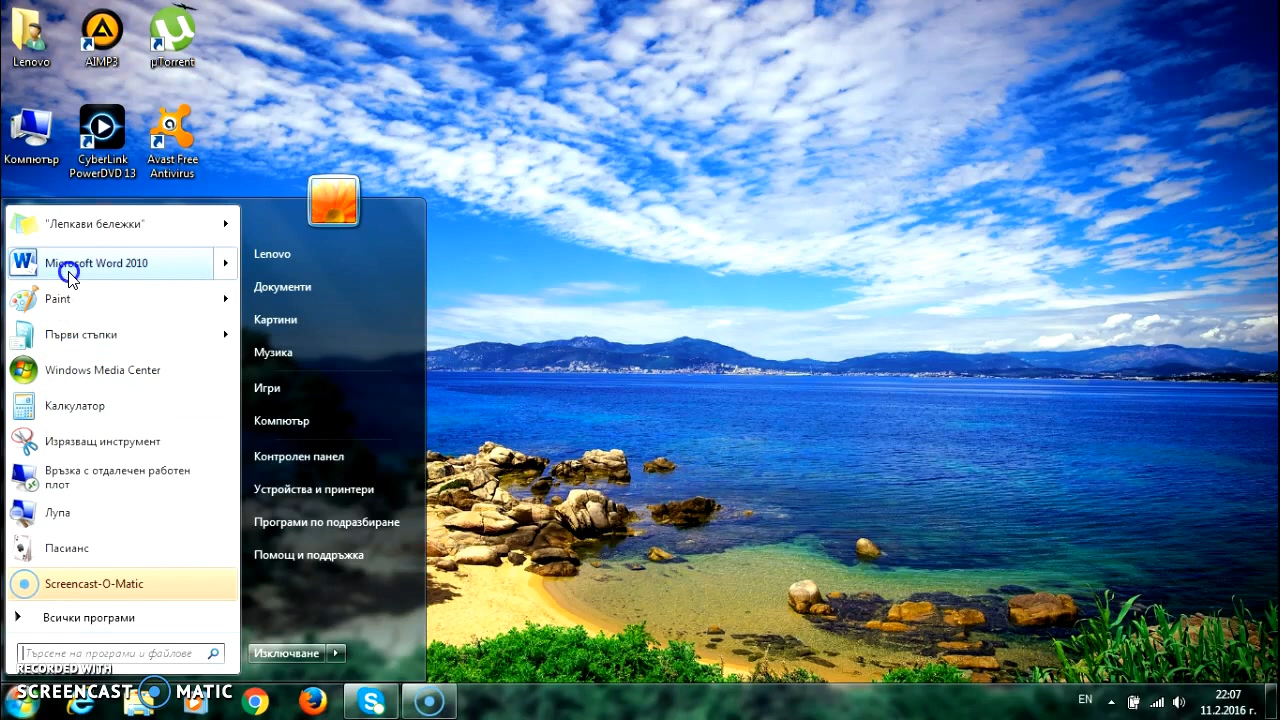 Lenovo
AIMP3
µTorrent
Компютър
CyberLink
PowerDVD 13
Avast Free
Antivirus
"Лепкави бележки"
Microsoft Word 2010
Paint
Първи стъпки
Windows Media Center
Калкулатор
Изрязващ инструмент
Връзка с отдалечен работен
плот
Лупа
Пасианс
Screencast-O-Matic
Всички програми
Търсене на програми и файлове
Lenovo
Документи
Картини
Музика
Игри
Компютър
Контролен панел
Устройства и принтери
Програми по подразбиране
Помощ и поддръжка
Изключване
RECORDED WITH
SCREENCAST MATIC
EN
22:07
11.2.2016 г.